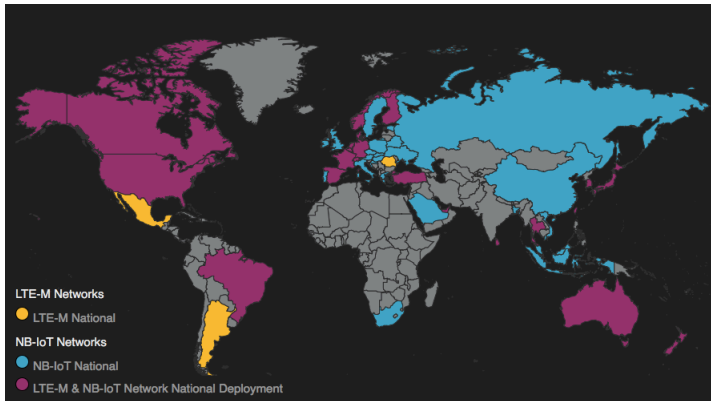 LTE-M Networks
LTE-M National
NB-IoT Networks
NB-IoT National
LTE-M & NB-IoT Network National Deployment